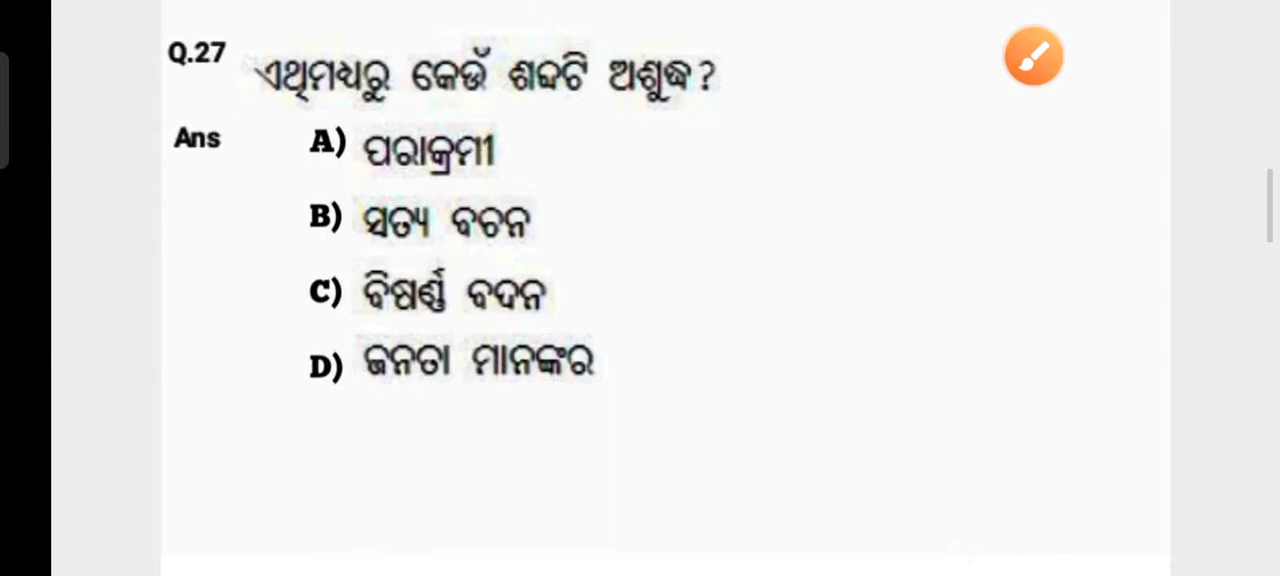 Q.27 ଏଥିମଧ୍ୟରୁ କେଉଁ ଶବ୍ଦଟି ଅଶୁଦ୍ଧ ?
Ans A) ପରାକ୍ରମୀ
B) ସତ୍ୟ ବଚନ
C) ବିଷର୍ଣ୍ଣ ବଦନ
D) ଜନତା ମାନଙ୍କର